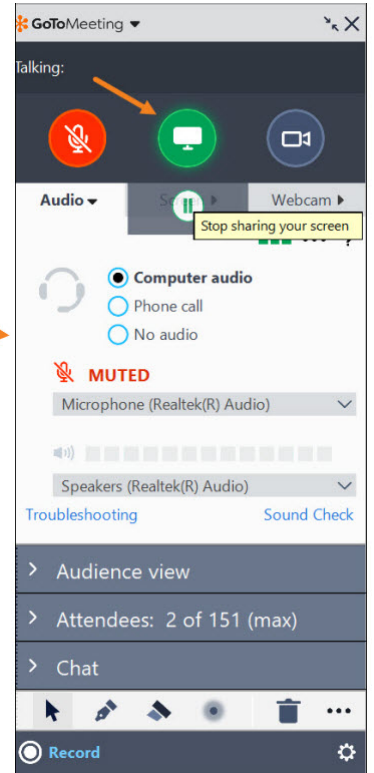 GoToMeeting
Talking:
Audio
Webcam
Stop sharing your screen
?
Computer audio
Phone call
No audio
MUTED
Microphone (Realtek(R) Audio)
Speakers (Realtek(R) Audio)
Troubleshooting Sound Check
Audience view
Attendees: 2 of 151 (max)
Chat
Record